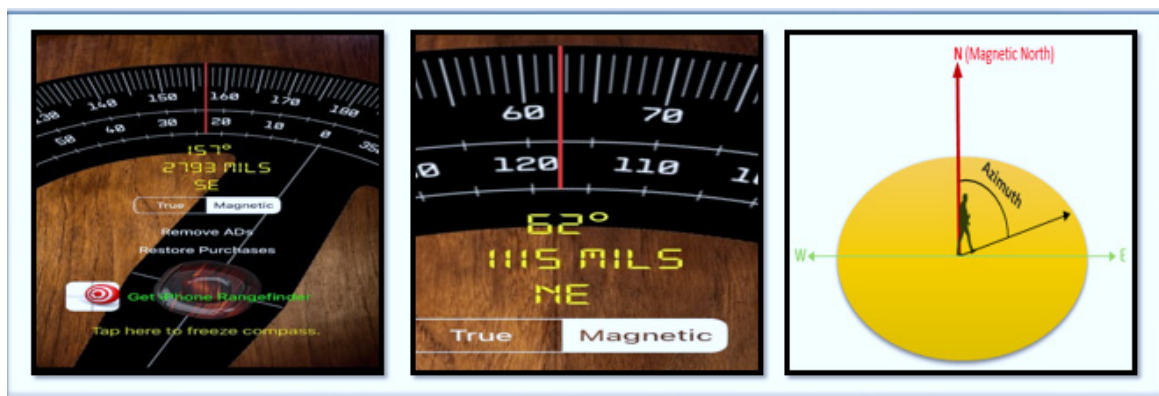 130 140 150 160 170 180
50 40 30 20 10 0 350
157°
2793 MILS
SE
True Magnetic
Remove ADs
Restore Purchases
Get iPhone Rangefinder
Tap here to freeze compass.
60 70
120 110
62°
1115 MILS
NE
True Magnetic
N (Magnetic North)
Azimuth
W E